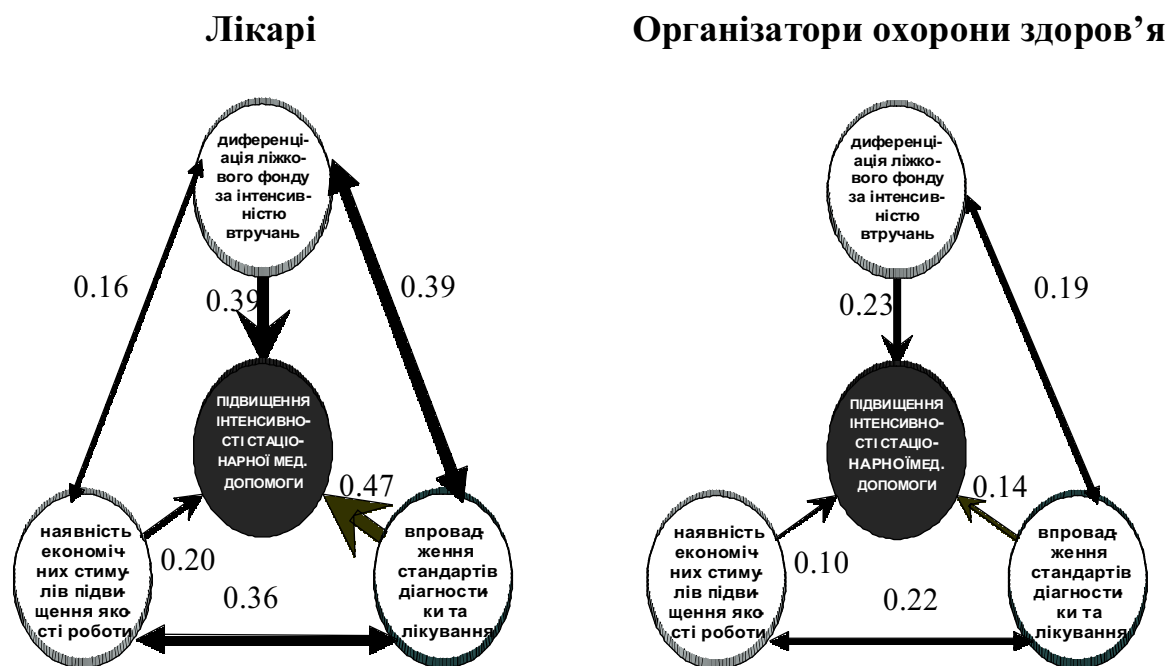 Лікарі
диференці-
ація ліжко-
вого фонду
за інтенсив-
ністю
втручань
0.16
0.39
0.39
ПІДВИЩЕННЯ
ІНТЕНСИВНО-
СТІ СТАЦІО-
НАРНОЇ МЕД.
ДОПОМОГИ
0.47
наявність
економіч-
них стиму-
лів підви-
щення яко-
сті роботи
0.20
0.36
впровад-
ження
стандартів
діагности-
ки та
лікування
Організатори охорони здоров’я
диференці-
ація ліжко-
вого фонду
за інтенсив-
ністю
втручань
0.23
0.19
ПІДВИЩЕННЯ
ІНТЕНСИВНО-
СТІ СТАЦІО-
НАРНОЇМЕД.
ДОПОМОГИ
0.14
наявність
економіч-
них стиму-
лів підви-
щення яко-
сті роботи
0.10
0.22
впровад-
ження
стандартів
діагности-
ки та
лікування